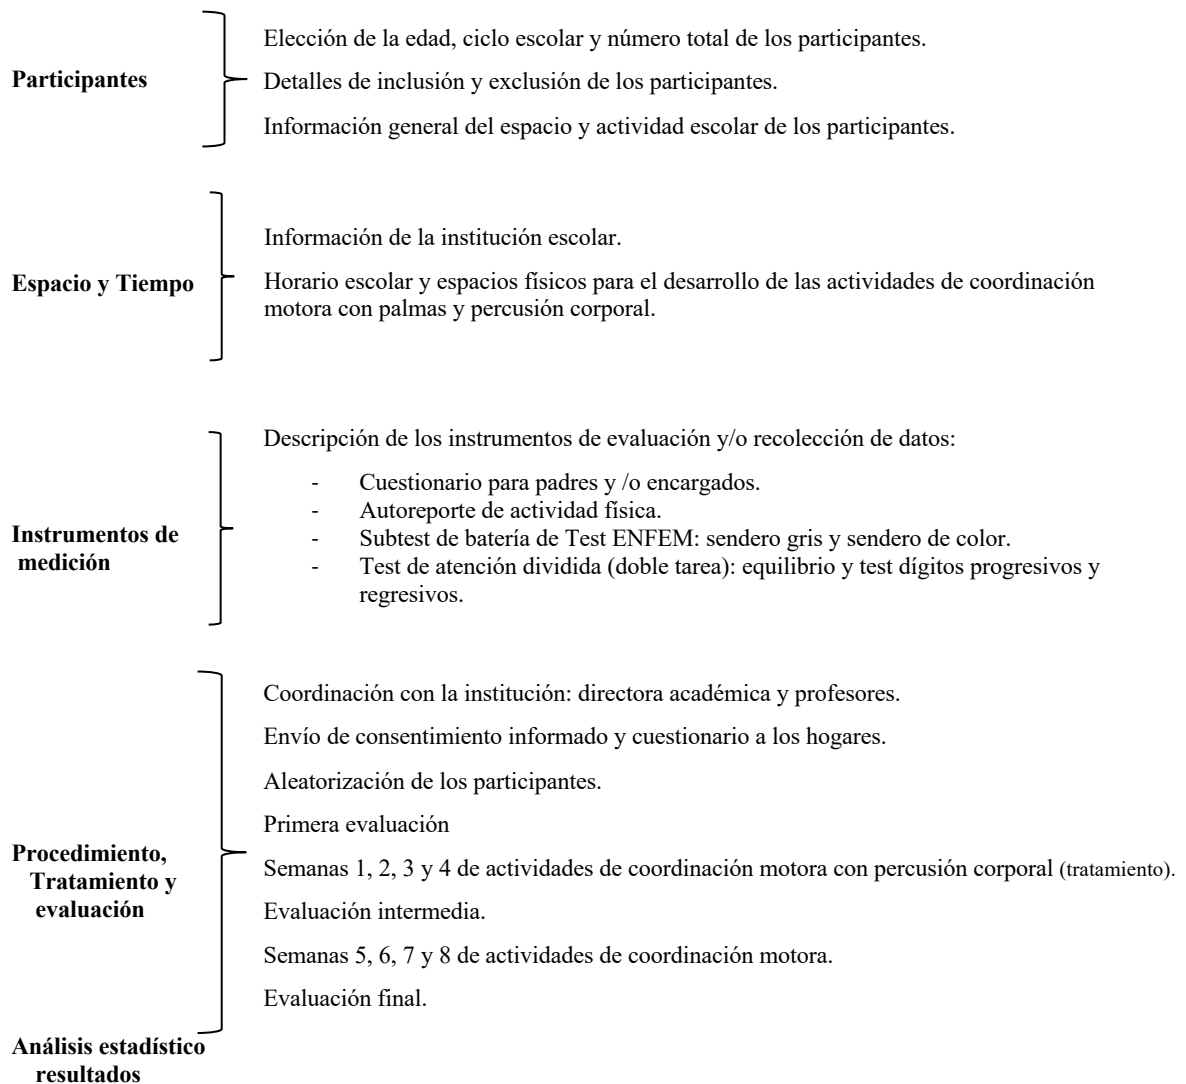 Participantes
Elección de la edad, ciclo escolar y número total de los participantes.
Detalles de inclusión y exclusión de los participantes.
Información general del espacio y actividad escolar de los participantes.
Espacio y Tiempo
Información de la institución escolar.
Horario escolar y espacios físicos para el desarrollo de las actividades de coordinación
motora con palmas y percusión corporal.
Instrumentos de
medición
Descripción de los instrumentos de evaluación y/o recolección de datos:
- Cuestionario para padres y /o encargados.
- Autoreporte de actividad física.
- Subtest de batería de Test ENFEM: sendero gris y sendero de color.
- Test de atención dividida (doble tarea): equilibrio y test dígitos progresivos y
regresivos.
Procedimiento,
Tratamiento y
evaluación
Coordinación con la institución: directora académica y profesores.
Envío de consentimiento informado y cuestionario a los hogares.
Aleatorización de los participantes.
Primera evaluación
Semanas 1, 2, 3 y 4 de actividades de coordinación motora con percusión corporal (tratamiento).
Evaluación intermedia.
Semanas 5, 6, 7 y 8 de actividades de coordinación motora.
Evaluación final.
Análisis estadístico
resultados